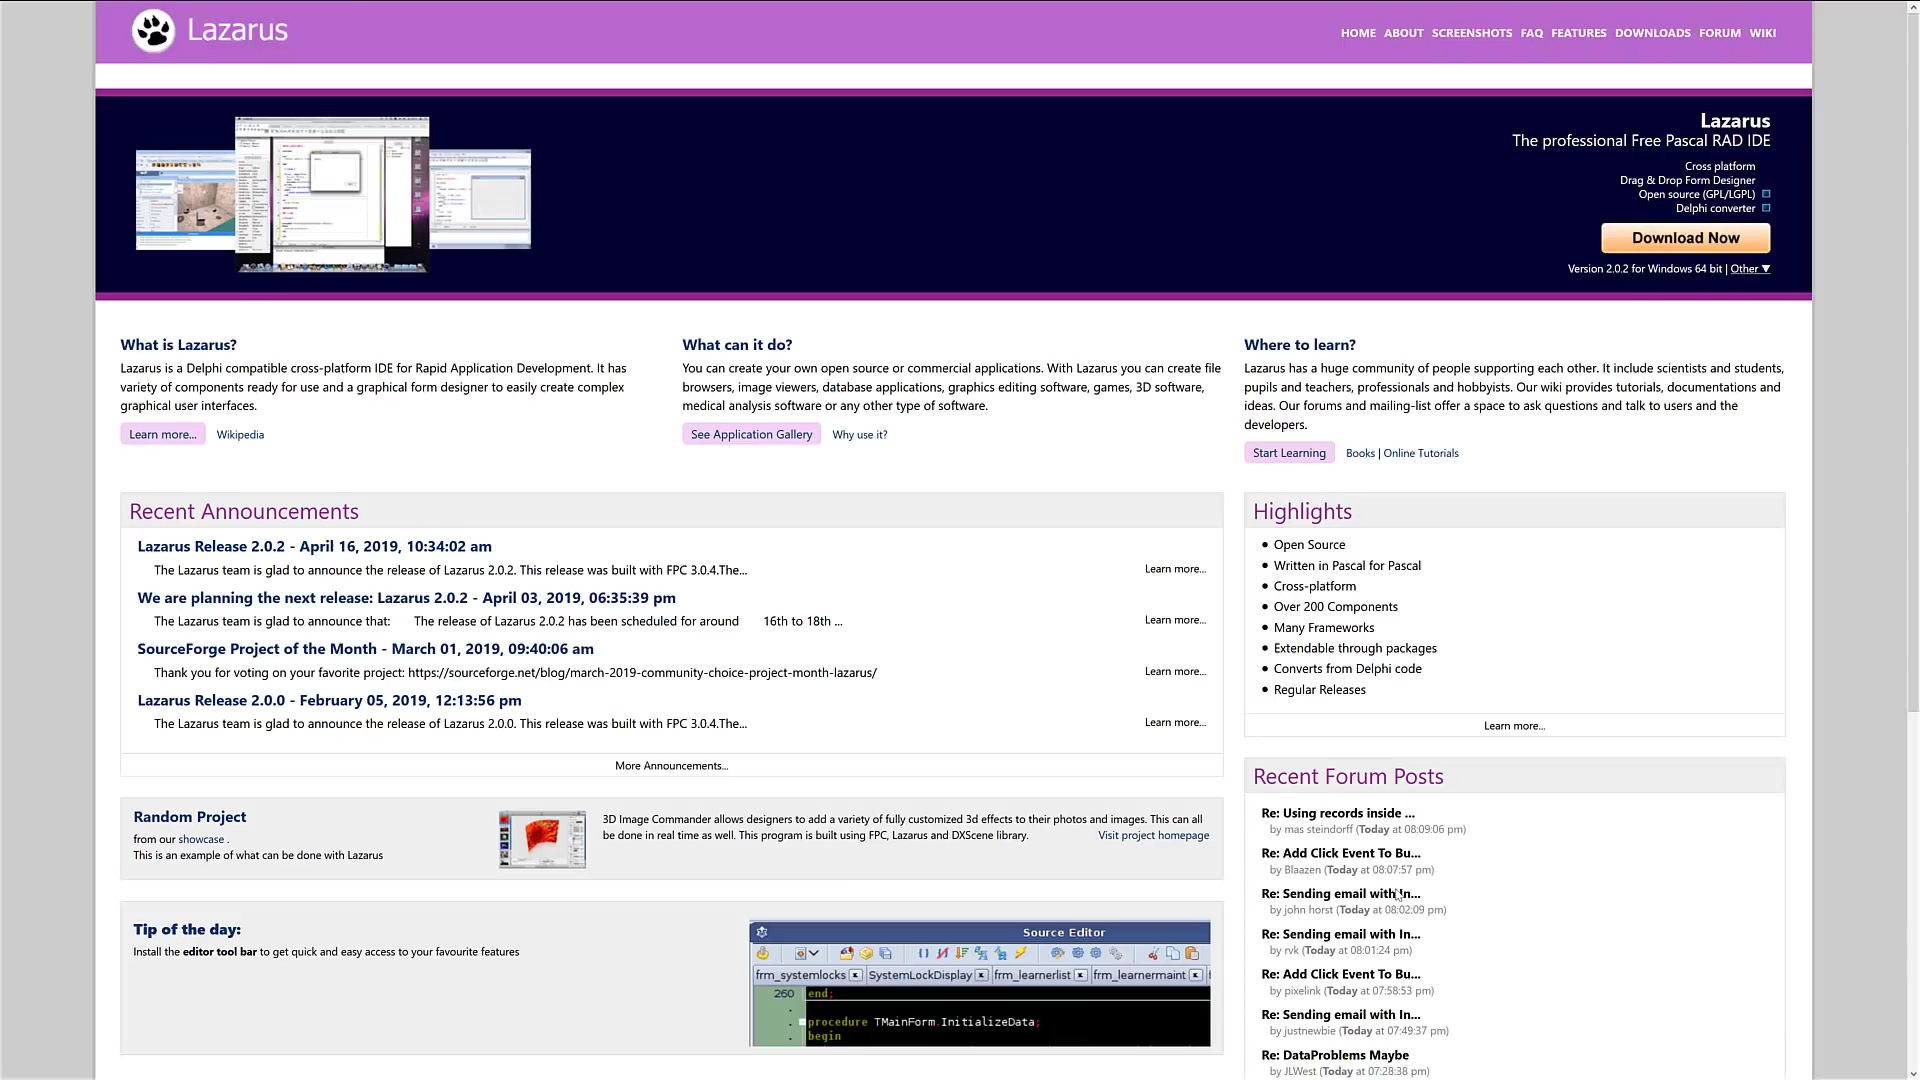 Lazarus
HOME ABOUT SCREENSHOTS FAQ FEATURES DOWNLOADS FORUM WIKI
Lazarus
The professional Free Pascal RAD IDE
Cross platform
Drag & Drop Form Designer
Open source (GPL/LGPL)
Delphi converter
Download Now
Version 2.0.2 for Windows 64 bit | Other ▼
What is Lazarus?
Lazarus is a Delphi compatible cross-platform IDE for Rapid Application Development. It has
variety of components ready for use and a graphical form designer to easily create complex
graphical user interfaces.
Learn more... Wikipedia
What can it do?
You can create your own open source or commercial applications. With Lazarus you can create file
browsers, image viewers, database applications, graphics editing software, games, 3D software,
medical analysis software or any other type of software.
See Application Gallery Why use it?
Where to learn?
Lazarus has a huge community of people supporting each other. It include scientists and students,
pupils and teachers, professionals and hobbyists. Our wiki provides tutorials, documentations and
ideas. Our forums and mailing-list offer a space to ask questions and talk to users and the
developers.
Start Learning Books | Online Tutorials
Recent Announcements
Lazarus Release 2.0.2 - April 16, 2019, 10:34:02 am
The Lazarus team is glad to announce the release of Lazarus 2.0.2. This release was built with FPC 3.0.4.The... Learn more...
We are planning the next release: Lazarus 2.0.2 - April 03, 2019, 06:35:39 pm
The Lazarus team is glad to announce that: The release of Lazarus 2.0.2 has been scheduled for around 16th to 18th ... Learn more...
SourceForge Project of the Month - March 01, 2019, 09:40:06 am
Thank you for voting on your favorite project: https://sourceforge.net/blog/march-2019-community-choice-project-month-lazarus/ Learn more...
Lazarus Release 2.0.0 - February 05, 2019, 12:13:56 pm
The Lazarus team is glad to announce the release of Lazarus 2.0.0. This release was built with FPC 3.0.4.The... Learn more...
More Announcements...
Highlights
Open Source
Written in Pascal for Pascal
Cross-platform
Over 200 Components
Many Frameworks
Extendable through packages
Converts from Delphi code
Regular Releases
Learn more...
Random Project
from our showcase .
This is an example of what can be done with Lazarus
3D Image Commander allows designers to add a variety of fully customized 3d effects to their photos and images. This can all
be done in real time as well. This program is built using FPC, Lazarus and DXScene library. Visit project homepage
Tip of the day:
Install the editor tool bar to get quick and easy access to your favourite features
Source Editor
frm_systemlocks SystemLockDisplay frm_learnerlist frm_learnermaint
260 end;
procedure TMainForm.InitializeData;
begin
Recent Forum Posts
Re: Using records inside ...
by mas steindorff (Today at 08:09:06 pm)
Re: Add Click Event To Bu...
by Blaazen (Today at 08:07:57 pm)
Re: Sending email with In...
by john horst (Today at 08:02:09 pm)
Re: Sending email with In...
by rvk (Today at 08:01:24 pm)
Re: Add Click Event To Bu...
by pixelink (Today at 07:58:53 pm)
Re: Sending email with In...
by justnewbie (Today at 07:49:37 pm)
Re: DataProblems Maybe
by JLWest (Today at 07:28:38 pm)